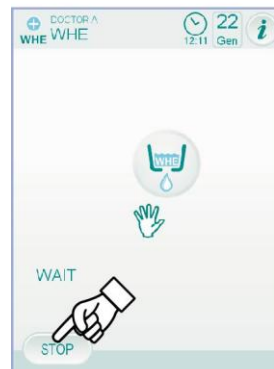 DOCTOR A
WHE WHE
12:11
22
Gen
i
WHE
WAIT
STOP